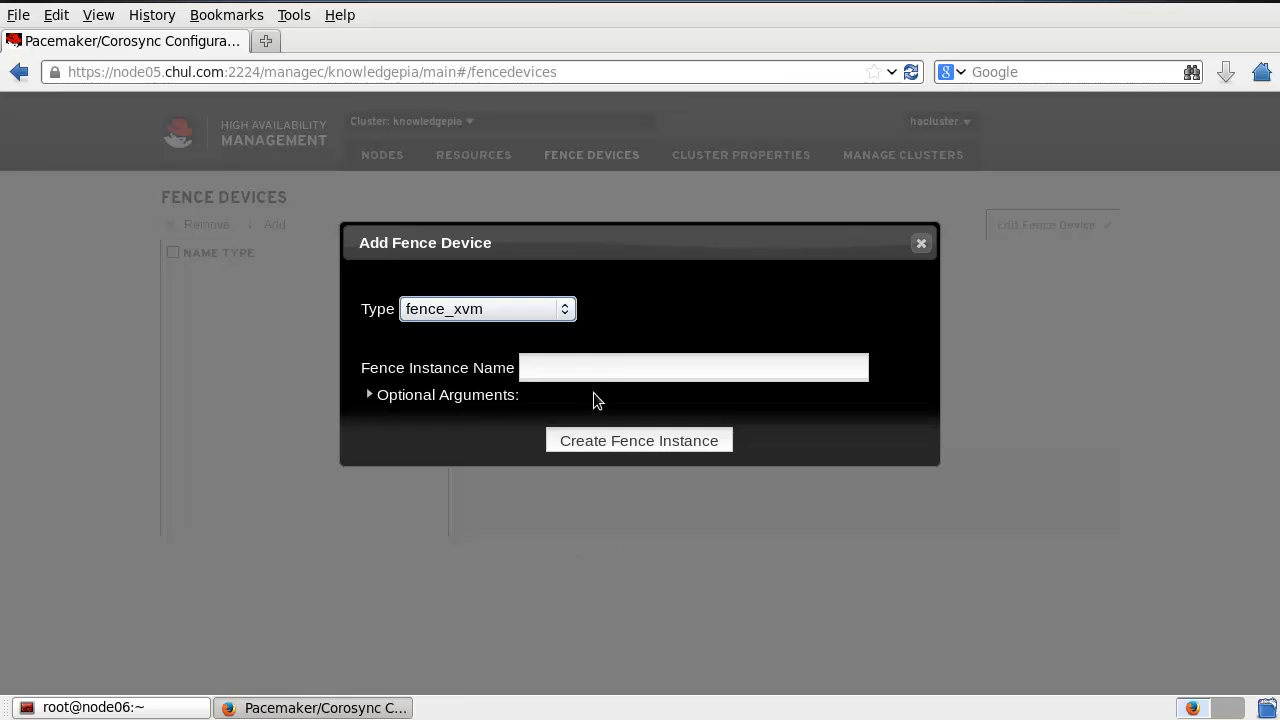 File Edit View History Bookmarks Tools Help
Pacemaker/Corosync Configura...
https://node05.chul.com:2224/managec/knowledgepia/main#/fencedevices
Google
HIGH AVAILABILITY
MANAGEMENT
Cluster: knowledgepia
hacluster
NODES RESOURCES FENCE DEVICES CLUSTER PROPERTIES MANAGE CLUSTERS
FENCE DEVICES
Remove Add
Edit Fence Device
NAME TYPE
Add Fence Device
Type fence_xvm
Fence Instance Name
Optional Arguments:
Create Fence Instance
root@node06:~
Pacemaker/Corosync C...